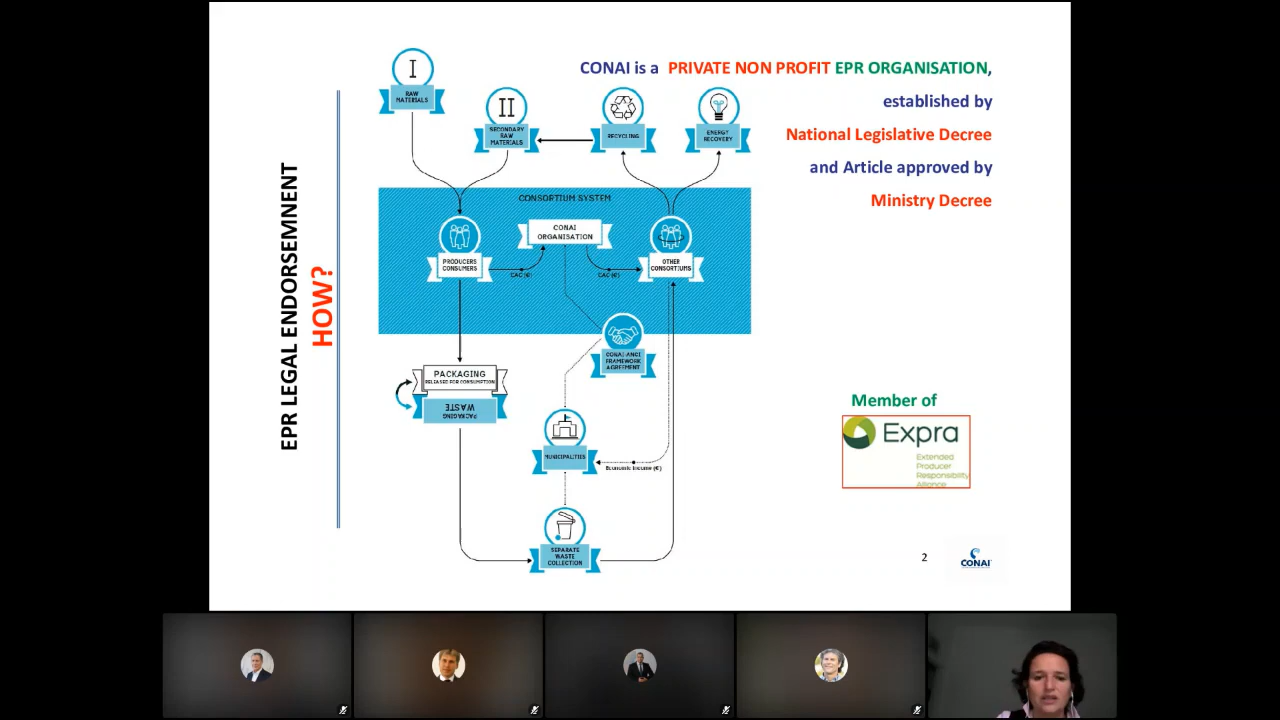 EPR LEGAL ENDORSEMNENT
HOW?
CONAI is a PRIVATE NON PROFIT EPR ORGANISATION,
established by
National Legislative Decree
and Article approved by
Ministry Decree
I
RAW
MATERIALS
II
SECONDARY
RAW
MATERIALS
RECYCLING
ENERGY
RECOVERY
CONSORTIUM SYSTEM
CONAI
ORGANISATION
PRODUCERS
CONSUMERS
CAC (€)
CAC (€)
OTHER
CONSORTIUMS
CONAI-ANCI
FRAMEWORK
AGREEMENT
PACKAGING
RELEASED FOR CONSUMPTION
PACKAGING
WASTE
MUNICIPALITIES
Economic Income (€)
SEPARATE
WASTE
COLLECTION
Member of
Expra
Extended
Producer
Responsibility
Alliance
2
CONAI